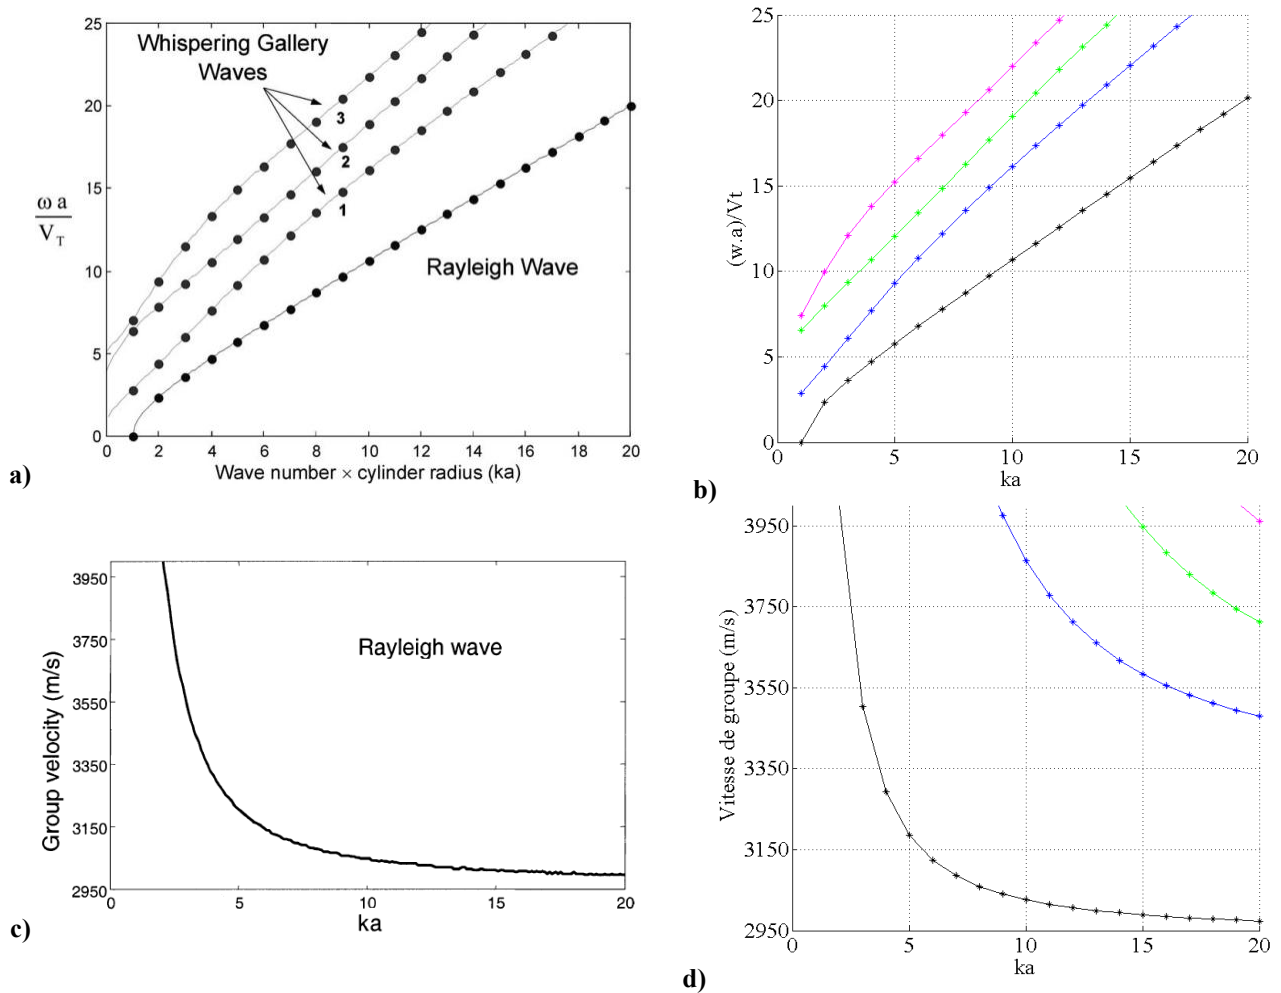 25
20
15
10
5
0
ω a
V_T
Whispering Gallery
Waves
3
2
1
Rayleigh Wave
0 2 4 6 8 10 12 14 16 18 20
Wave number × cylinder radius (ka)
a)
25
20
15
10
5
0
(w.a)/Vt
0 5 10 15 20
ka
b)
3950
3750
3550
3350
3150
2950
Group velocity (m/s)
Rayleigh wave
0 5 10 15 20
ka
c)
3950
3750
3550
3350
3150
2950
Vitesse de groupe (m/s)
0 5 10 15 20
ka
d)